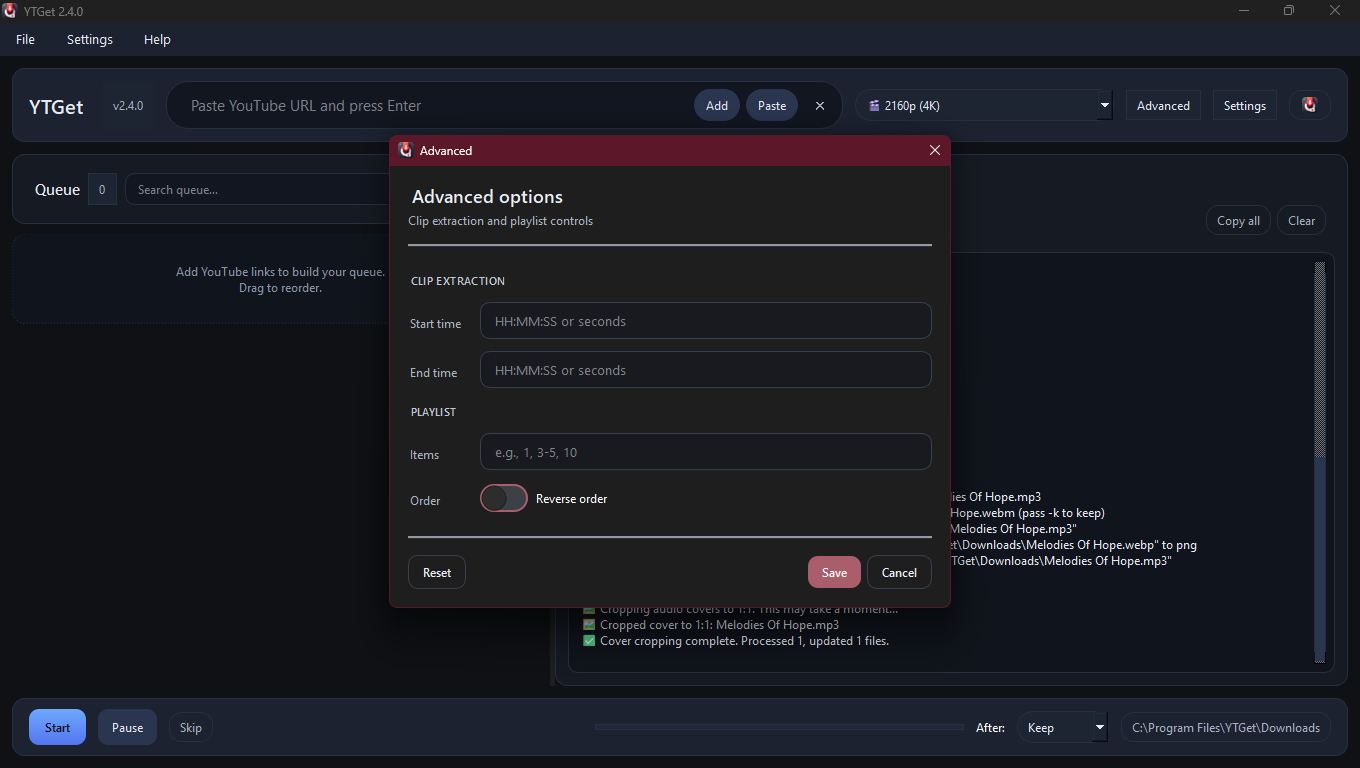 YTGet 2.4.0
File Settings Help
YTGet v2.4.0 Paste YouTube URL and press Enter Add Paste × 2160p (4K) Advanced Settings
Advanced
Queue 0 Search queue...
Copy all Clear
Add YouTube links to build your queue.
Drag to reorder.
Advanced options
Clip extraction and playlist controls
CLIP EXTRACTION
Start time HH:MM:SS or seconds
End time HH:MM:SS or seconds
PLAYLIST
Items e.g., 1, 3-5, 10
Order Reverse order
Reset Save Cancel
Of Hope.mp3
Hope.webm (pass -k to keep)
Melodies Of Hope.mp3"
\Downloads\Melodies Of Hope.webp" to png
TGet\Downloads\Melodies Of Hope.mp3"
Cropping audio covers to 1:1. This may take a moment...
Cropped cover to 1:1: Melodies Of Hope.mp3
Cover cropping complete. Processed 1, updated 1 files.
Start Pause Skip After: Keep C:\Program Files\YTGet\Downloads